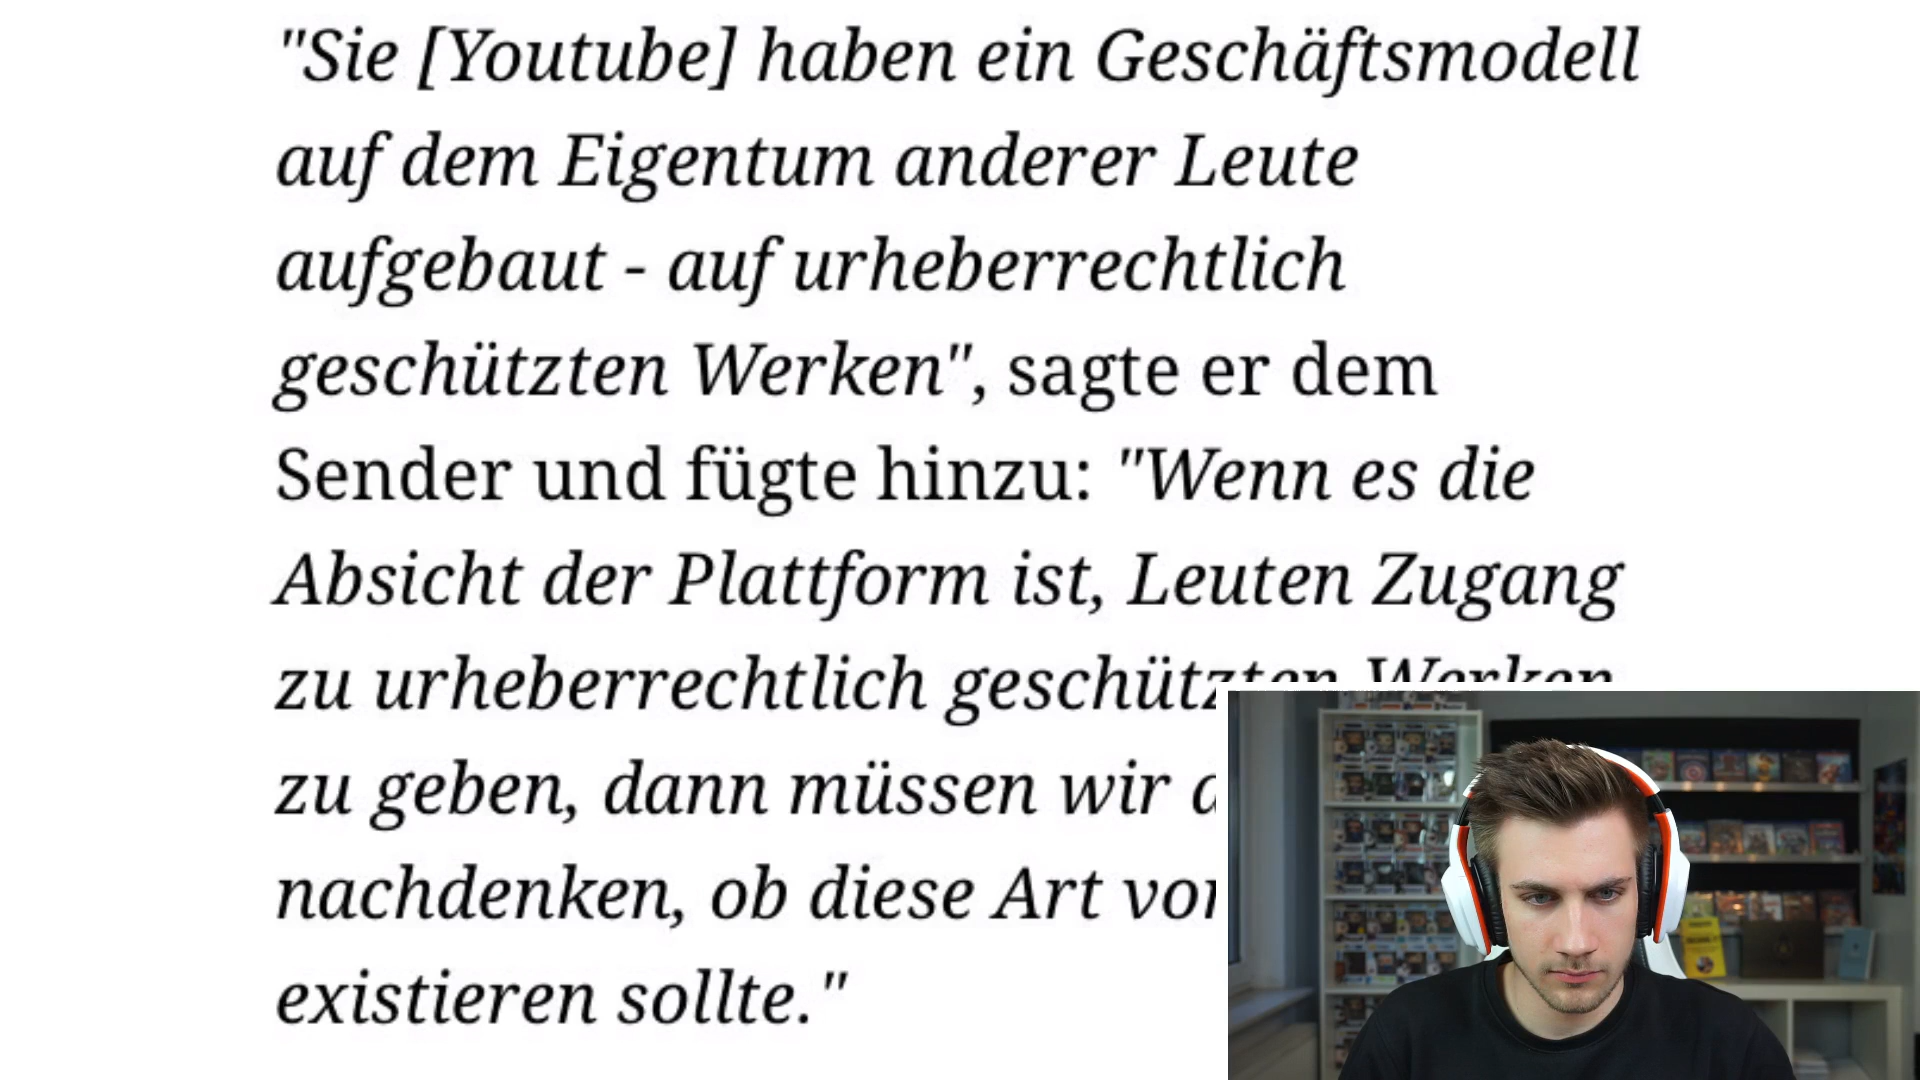 "Sie [Youtube] haben ein Geschäftsmodell
auf dem Eigentum anderer Leute
aufgebaut - auf urheberrechtlich
geschützten Werken", sagte er dem
Sender und fügte hinzu: "Wenn es die
Absicht der Plattform ist, Leuten Zugang
zu urheberrechtlich geschützten Werken
zu geben, dann müssen wir
nachdenken, ob diese Art
existieren sollte."